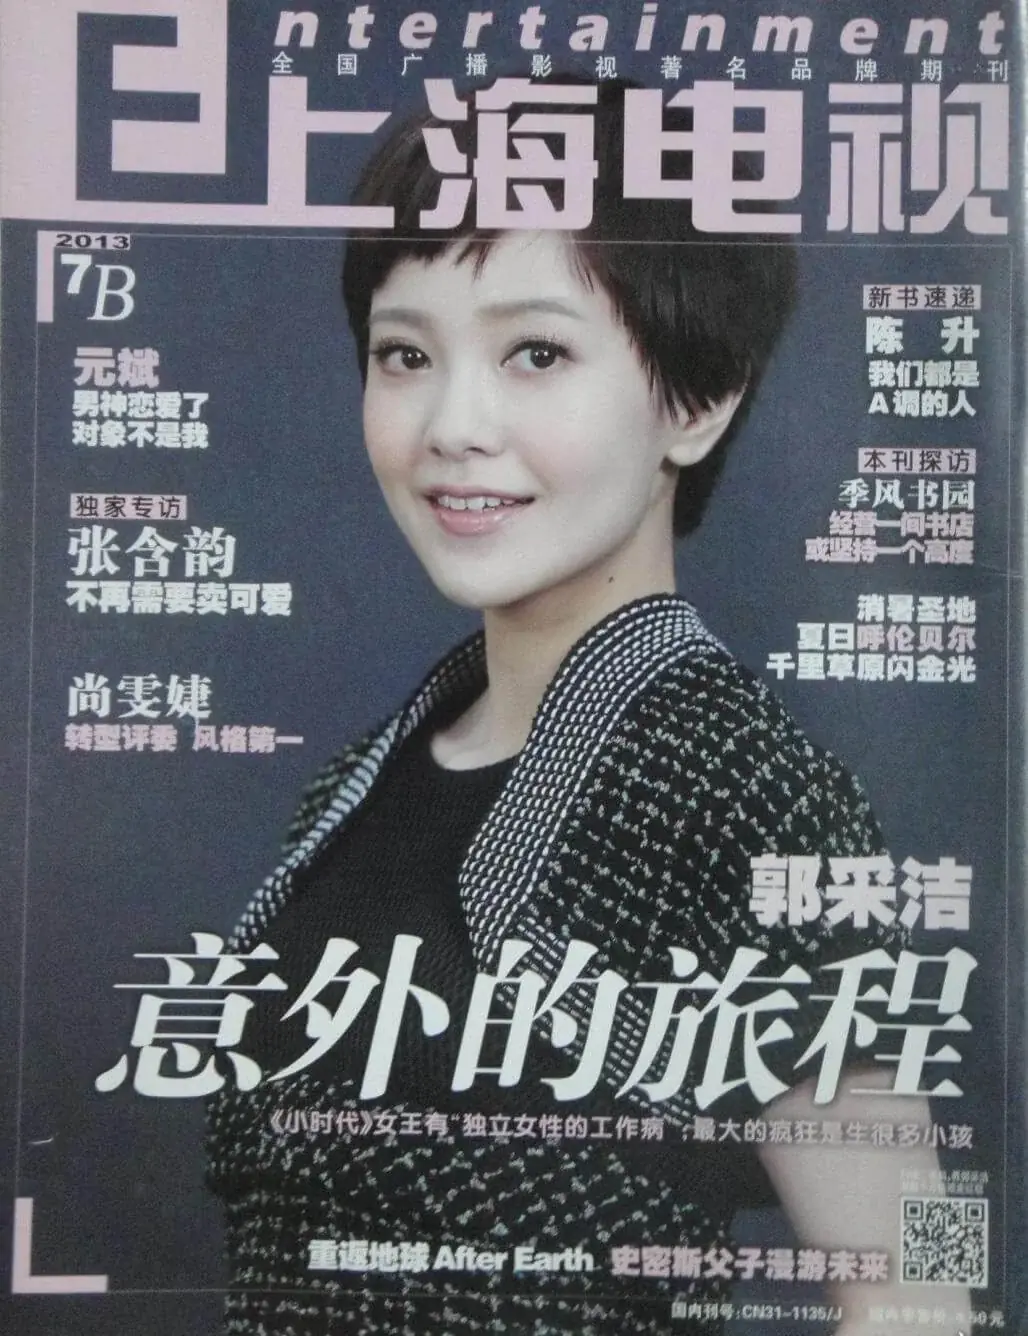 Entertainment
全国广播影视著名品牌期刊
上海电视
2013
7B
元斌
男神恋爱了
对象不是我
独家专访
张含韵
不再需要卖可爱
尚雯婕
转型评委 风格第一
新书速递
陈 升
我们都是
A调的人
本刊探访
季风书园
经营一间书店
或坚持一个高度
消暑圣地
夏日呼伦贝尔
千里草原闪金光
郭采洁
意外的旅程
《小时代》女王有“独立女性的工作病”,最大的疯狂是生很多小孩
重返地球 After Earth 史密斯父子漫游未来
国内刊号:CN31-1135/J